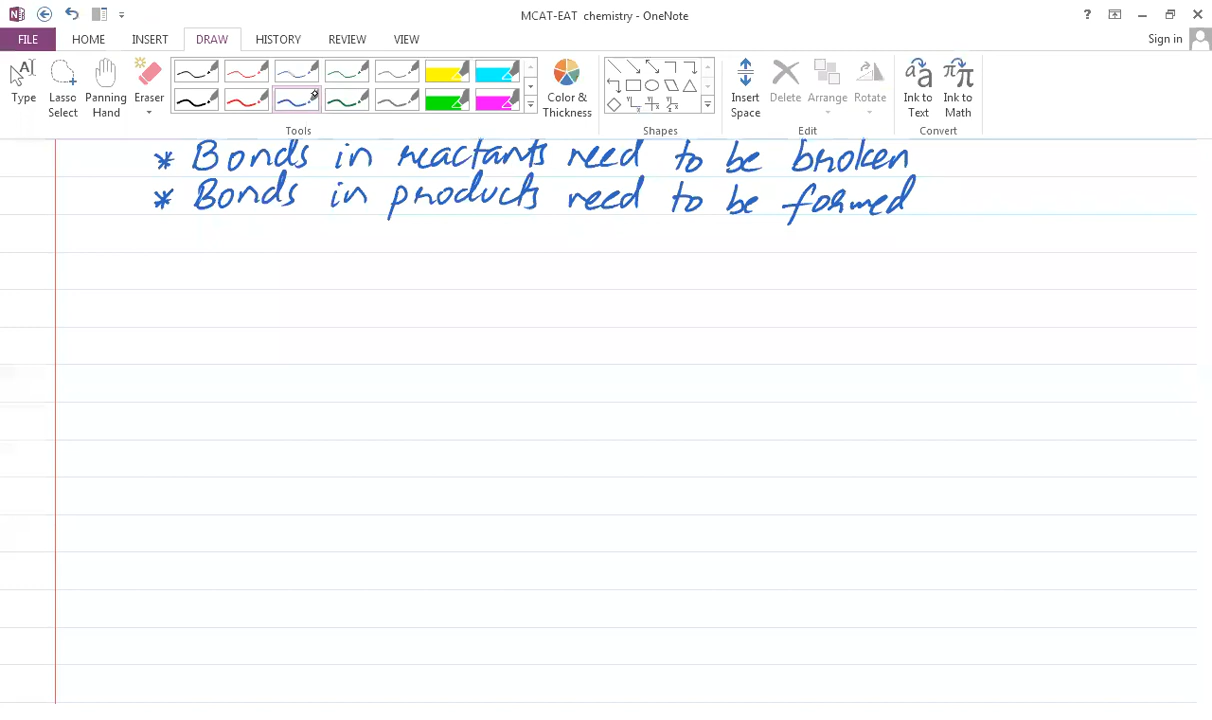 MCAT-EAT chemistry - OneNote
?
FILE HOME INSERT DRAW HISTORY REVIEW VIEW Sign in
Type Lasso Select Panning Hand Eraser Color & Thickness Insert Space Delete Arrange Rotate Ink to Text Ink to Math
Tools Shapes Edit Convert
* Bonds in reactants need to be broken
* Bonds in products need to be formed